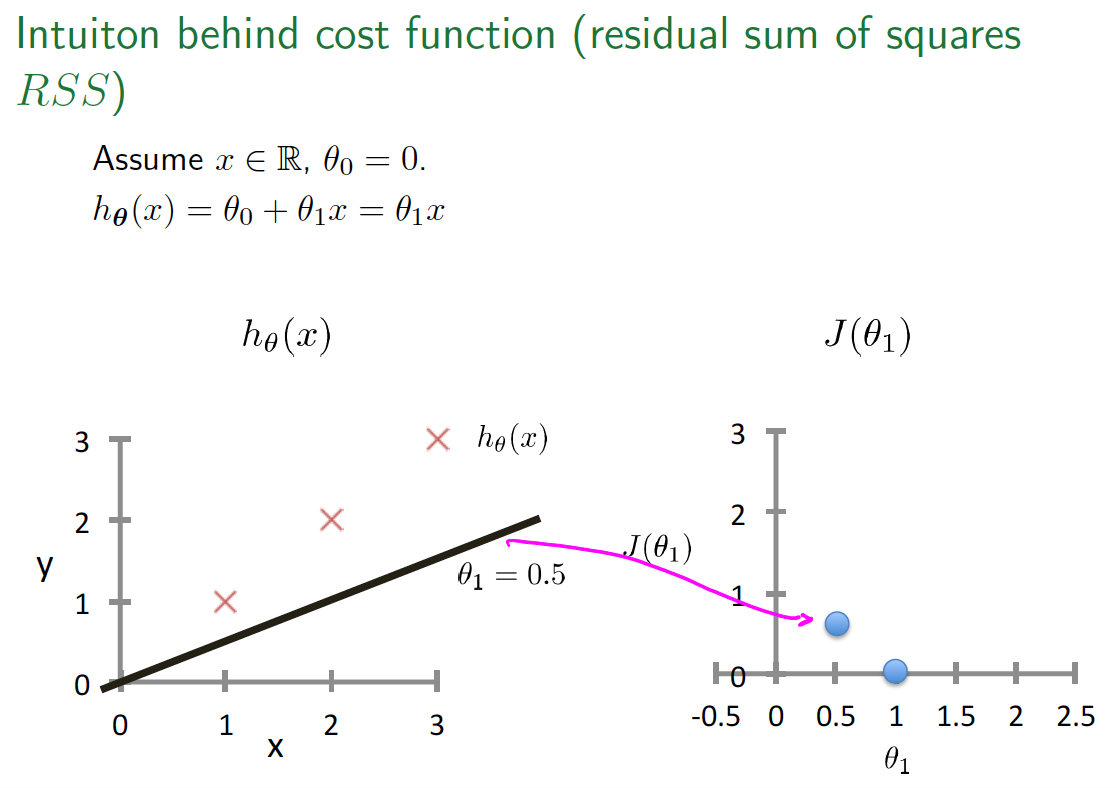 Intuiton behind cost function (residual sum of squares
RSS)
Assume x ∈ ℝ, θ₀ = 0.
h_θ(x) = θ₀ + θ₁x = θ₁x
h_θ(x)
J(θ₁)
3
2
1
0
y
0 1 2 3
x
h_θ(x)
θ₁ = 0.5
J(θ₁)
3
2
1
0
-0.5 0 0.5 1 1.5 2 2.5
θ₁